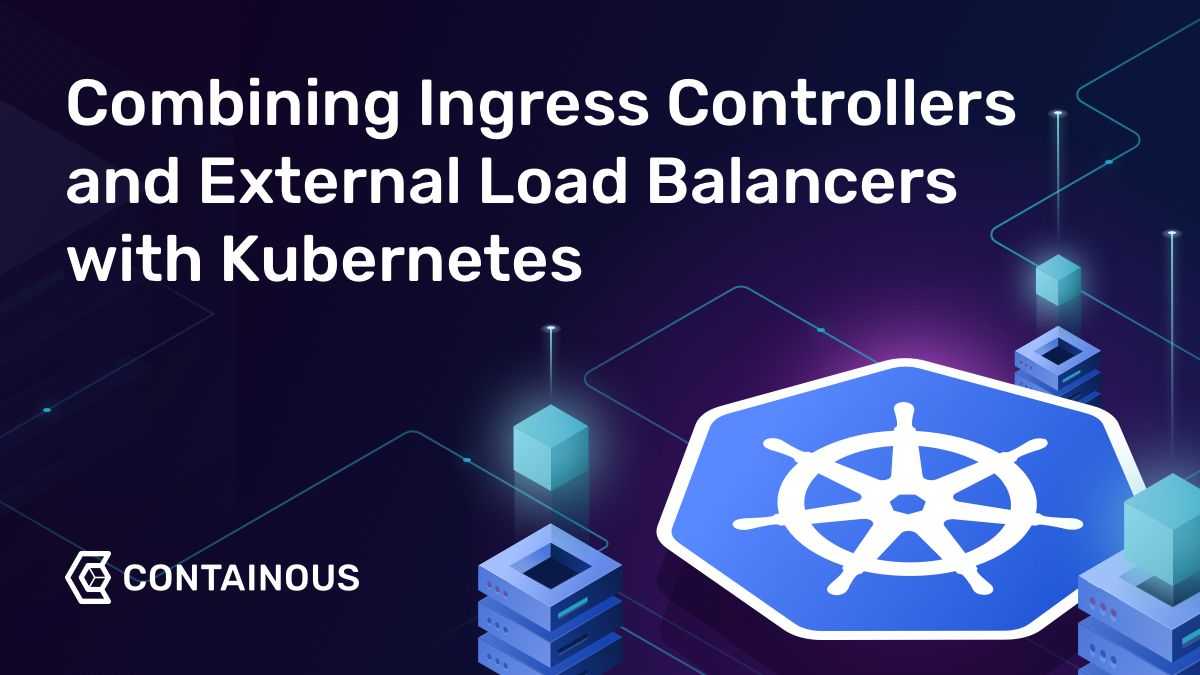 Combining Ingress Controllers
and External Load Balancers
with Kubernetes
CONTAINOUS